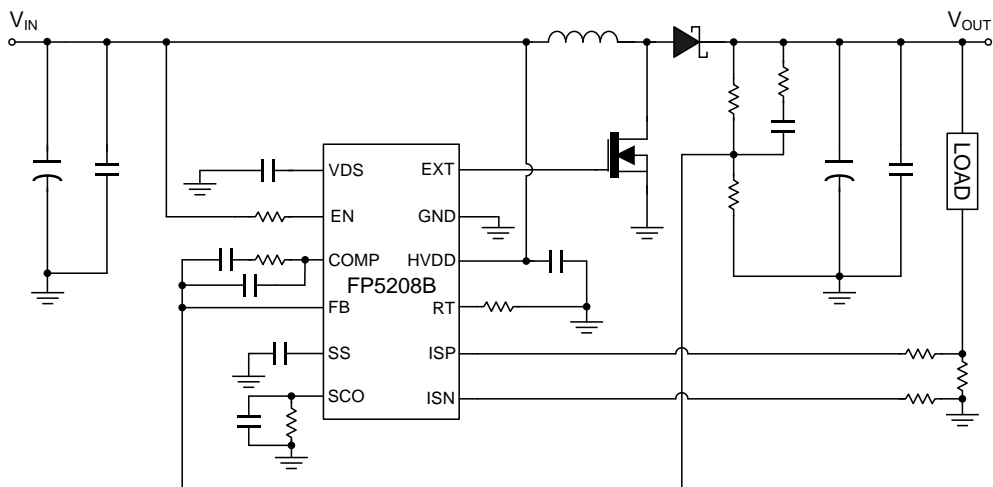 VIN
VOUT
VDS
EXT
EN
GND
COMP
HVDD
FP5208B
FB
RT
SS
ISP
SCO
ISN
LOAD